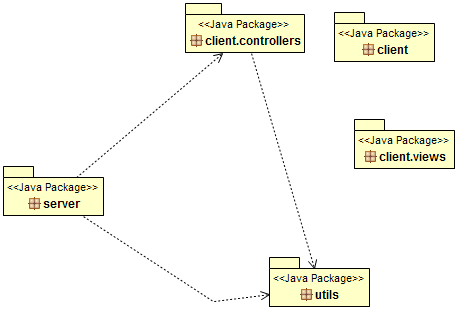 <<Java Package>>
client.controllers
<<Java Package>>
client
<<Java Package>>
client.views
<<Java Package>>
server
<<Java Package>>
utils